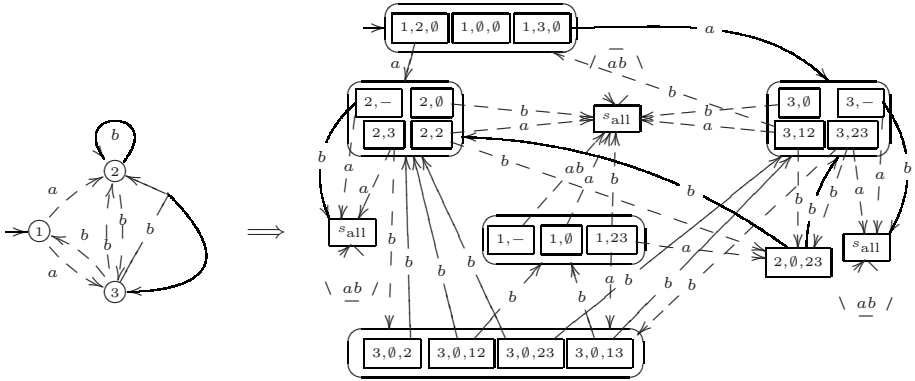 1,2,∅ 1,∅,∅ 1,3,∅
a
a
\ ab \
b
2,− 2,∅
2,3 2,2
b
a
s_all
b
a
3,∅ 3,−
3,12 3,23
b
a
a
b
a
a
ab
a
b
b
b
b
a
a
b
b
2
a
b
b
b
b
1
b
a
3
⟹
s_all
1,− 1,∅ 1,23
a
2,∅,23
s_all
b
b
b
b
b
b
a
b
b
b
\ ab \
\ ab \
3,∅,2 3,∅,12 3,∅,23 3,∅,13